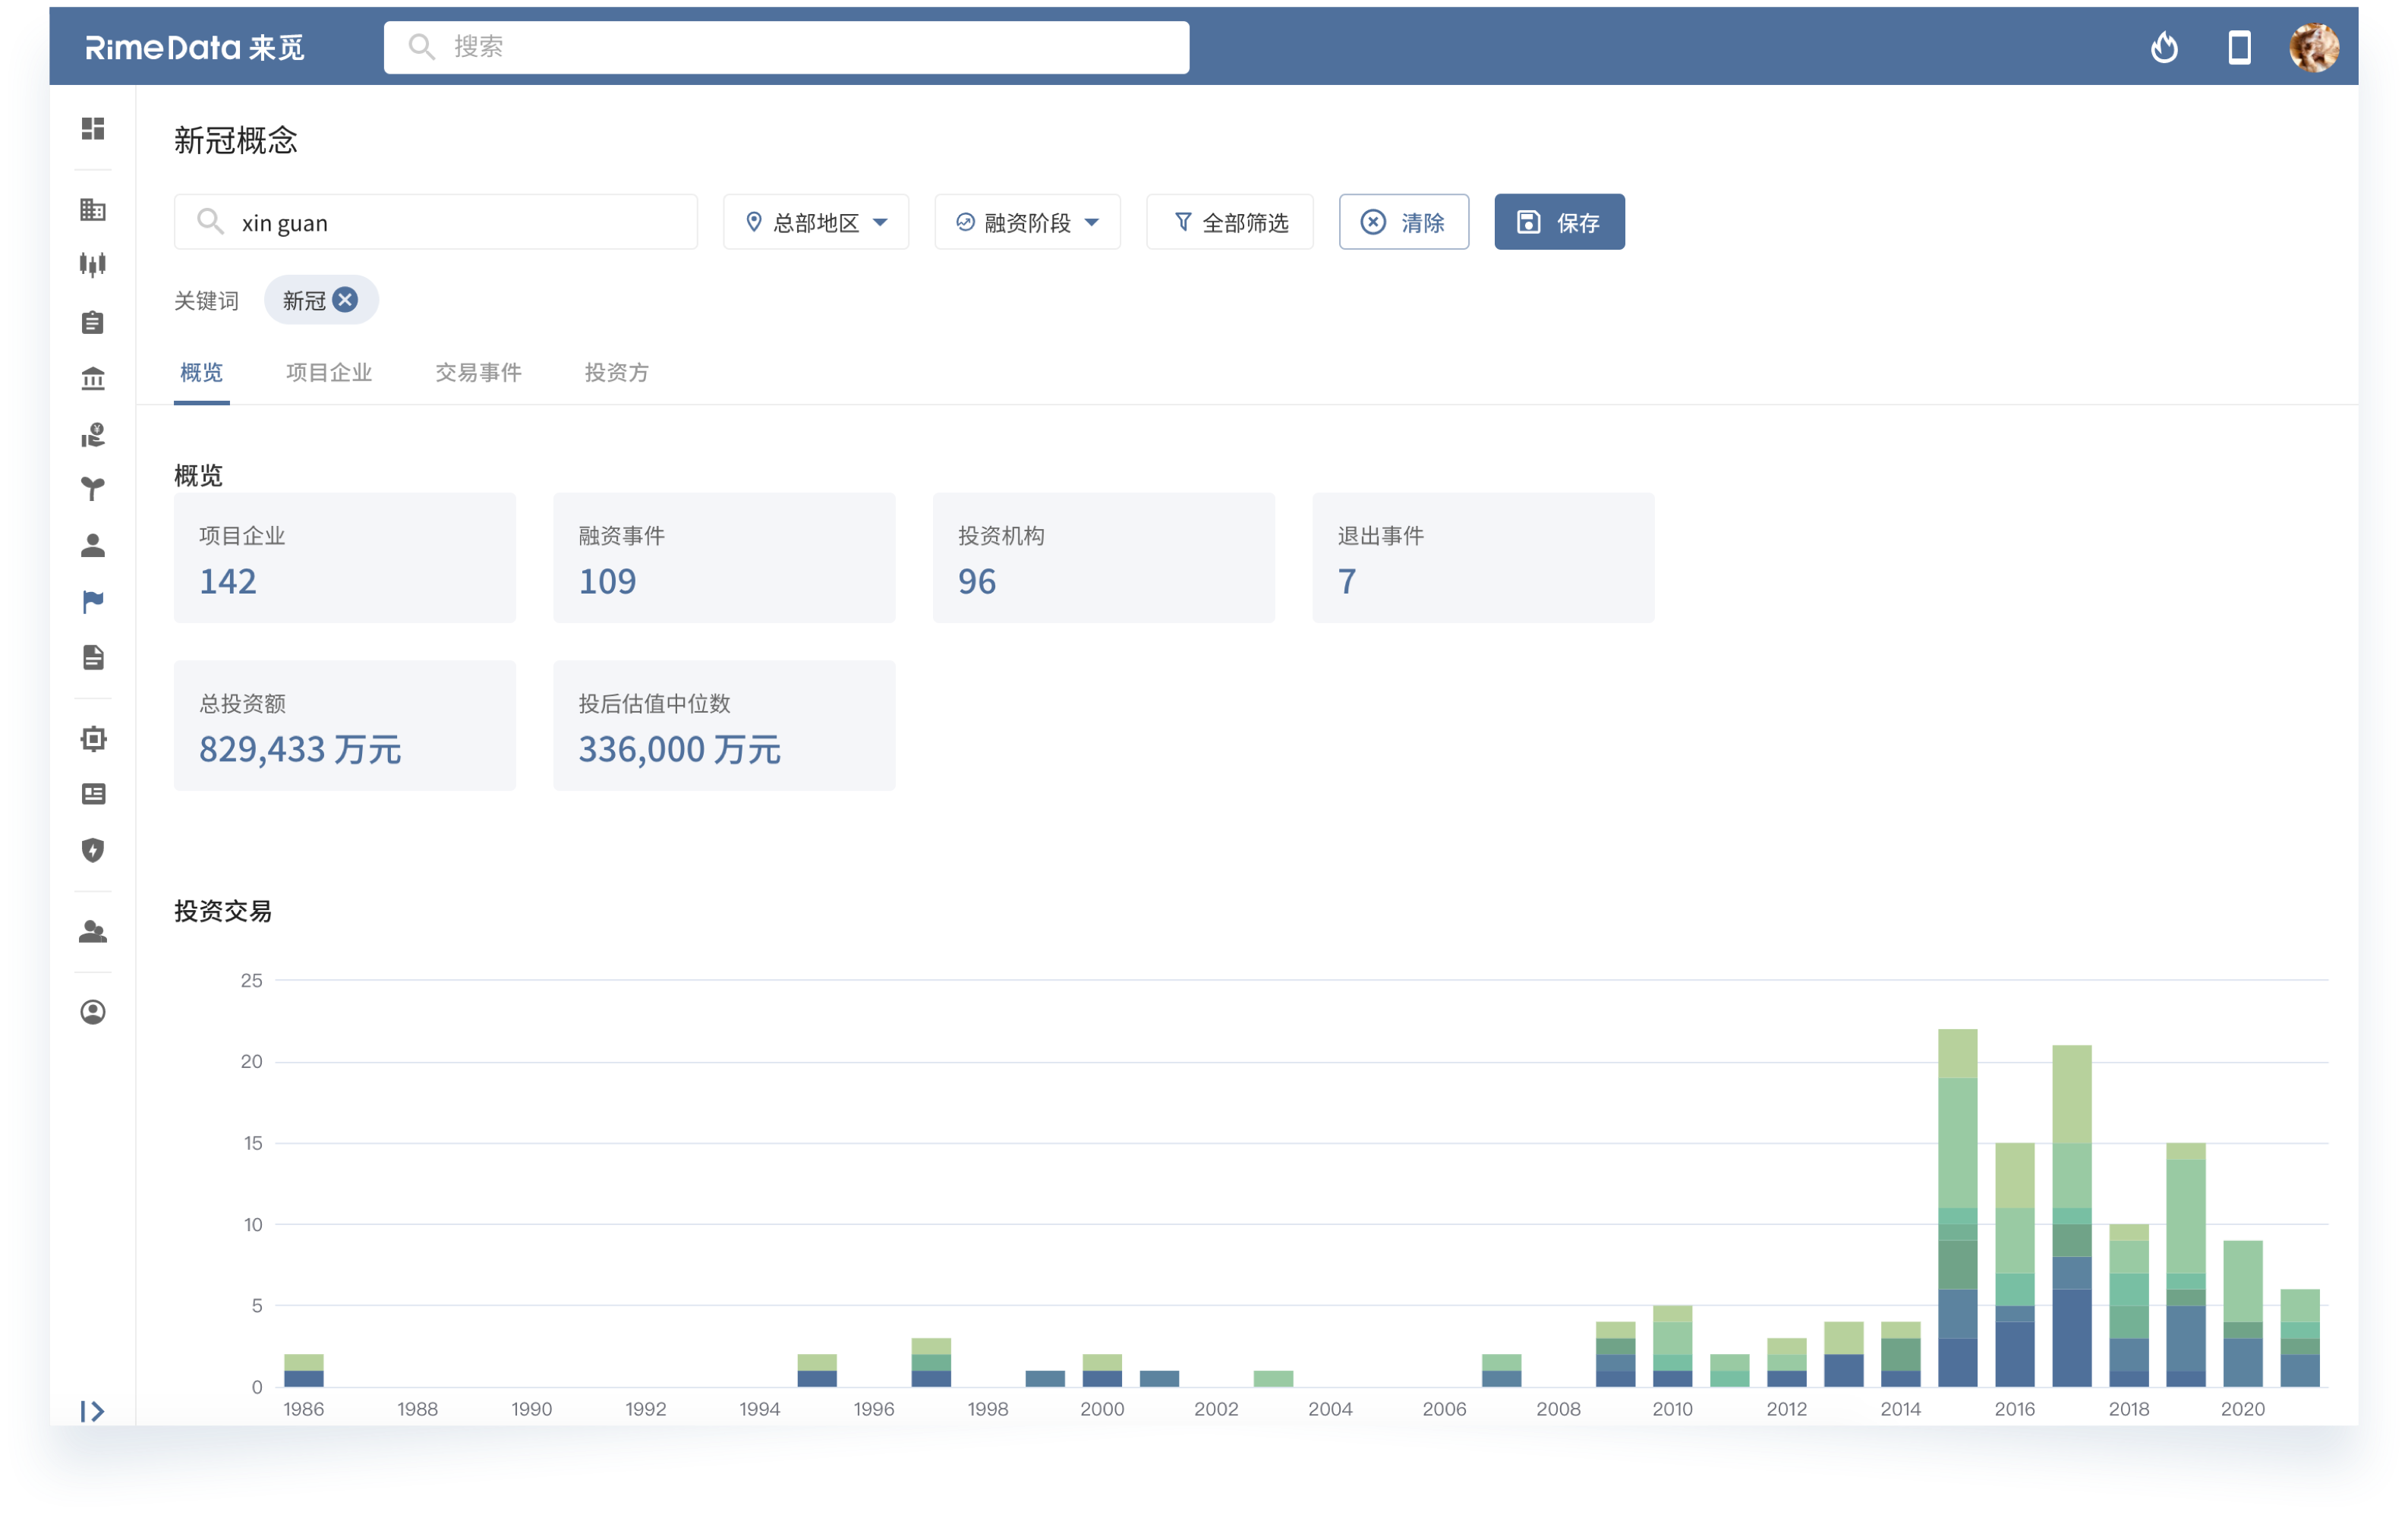 RimeData 来觅
搜索
新冠概念
xin guan
总部地区
融资阶段
全部筛选
清除
保存
关键词 新冠
概览 项目企业 交易事件 投资方
概览
项目企业
142
融资事件
109
投资机构
96
退出事件
7
总投资额
829,433 万元
投后估值中位数
336,000 万元
投资交易
25
20
15
10
5
0
1986 1988 1990 1992 1994 1996 1998 2000 2002 2004 2006 2008 2010 2012 2014 2016 2018 2020